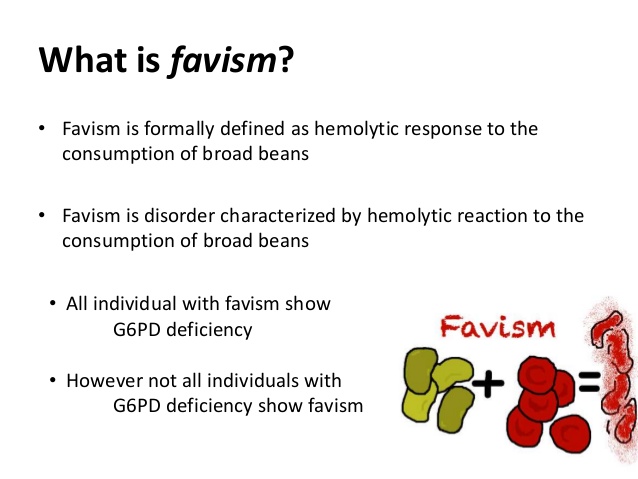 What is favism?
• Favism is formally defined as hemolytic response to the
consumption of broad beans
• Favism is disorder characterized by hemolytic reaction to the
consumption of broad beans
• All individual with favism show
G6PD deficiency
• However not all individuals with
G6PD deficiency show favism
Favism
+ =